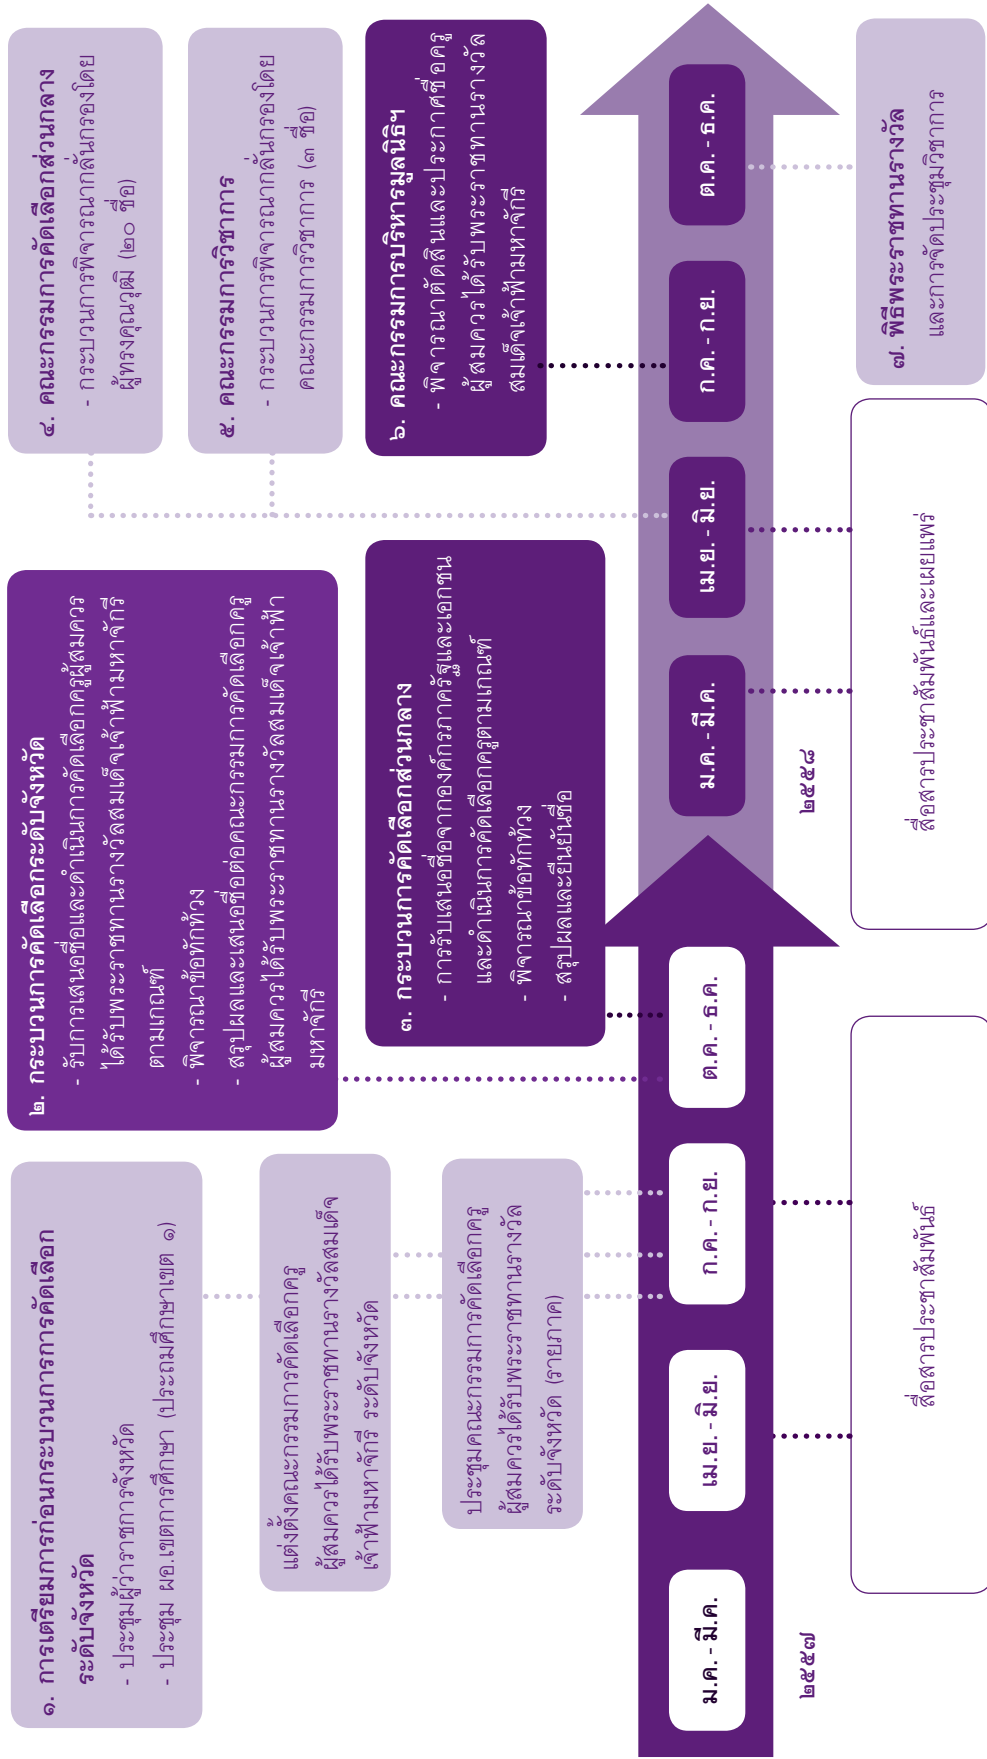 ๑. การเตรียมการก่อนกระบวนการการคัดเลือก
ระดับจังหวัด
- ประชุมผู้ว่าราชการจังหวัด
- ประชุม ผอ.เขตการศึกษา (ประถมศึกษาเขต ๑)
แต่งตั้งคณะกรรมการคัดเลือกครู
ผู้สมควรได้รับพระราชทานรางวัลสมเด็จ
เจ้าฟ้ามหาจักรี ระดับจังหวัด
ประชุมคณะกรรมการคัดเลือกครู
ผู้สมควรได้รับพระราชทานรางวัล
ระดับจังหวัด (รายภาค)
๒. กระบวนการคัดเลือกระดับจังหวัด
- รับการเสนอชื่อและดำเนินการคัดเลือกครูผู้สมควร
ได้รับพระราชทานรางวัลสมเด็จเจ้าฟ้ามหาจักรี
ตามเกณฑ์
- พิจารณาข้อทักท้วง
- สรุปผลและเสนอชื่อต่อคณะกรรมการคัดเลือกครู
ผู้สมควรได้รับพระราชทานรางวัลสมเด็จเจ้าฟ้า
มหาจักรี
๓. กระบวนการคัดเลือกส่วนกลาง
- การรับเสนอชื่อจากองค์กรภาครัฐและเอกชน
และดำเนินการคัดเลือกครูตามเกณฑ์
- พิจารณาข้อทักท้วง
- สรุปผลและยืนยันชื่อ
๔. คณะกรรมการคัดเลือกส่วนกลาง
- กระบวนการพิจารณากลั่นกรองโดย
ผู้ทรงคุณวุฒิ (๒๐ ชื่อ)
๕. คณะกรรมการวิชาการ
- กระบวนการพิจารณากลั่นกรองโดย
คณะกรรมการวิชาการ (๓ ชื่อ)
๖. คณะกรรมการบริหารมูลนิธิฯ
- พิจารณาตัดสินและประกาศชื่อครู
ผู้สมควรได้รับพระราชทานรางวัล
สมเด็จเจ้าฟ้ามหาจักรี
ม.ค. - มี.ค.
เม.ย. - มิ.ย.
ก.ค. - ก.ย.
ต.ค. - ธ.ค.
ม.ค. - มี.ค.
เม.ย. - มิ.ย.
ก.ค. - ก.ย.
ต.ค. - ธ.ค.
๒๕๕๗
๒๕๕๘
สื่อสารประชาสัมพันธ์
สื่อสารประชาสัมพันธ์และเผยแพร่
๗. พิธีพระราชทานรางวัล
และการจัดประชุมวิชาการ